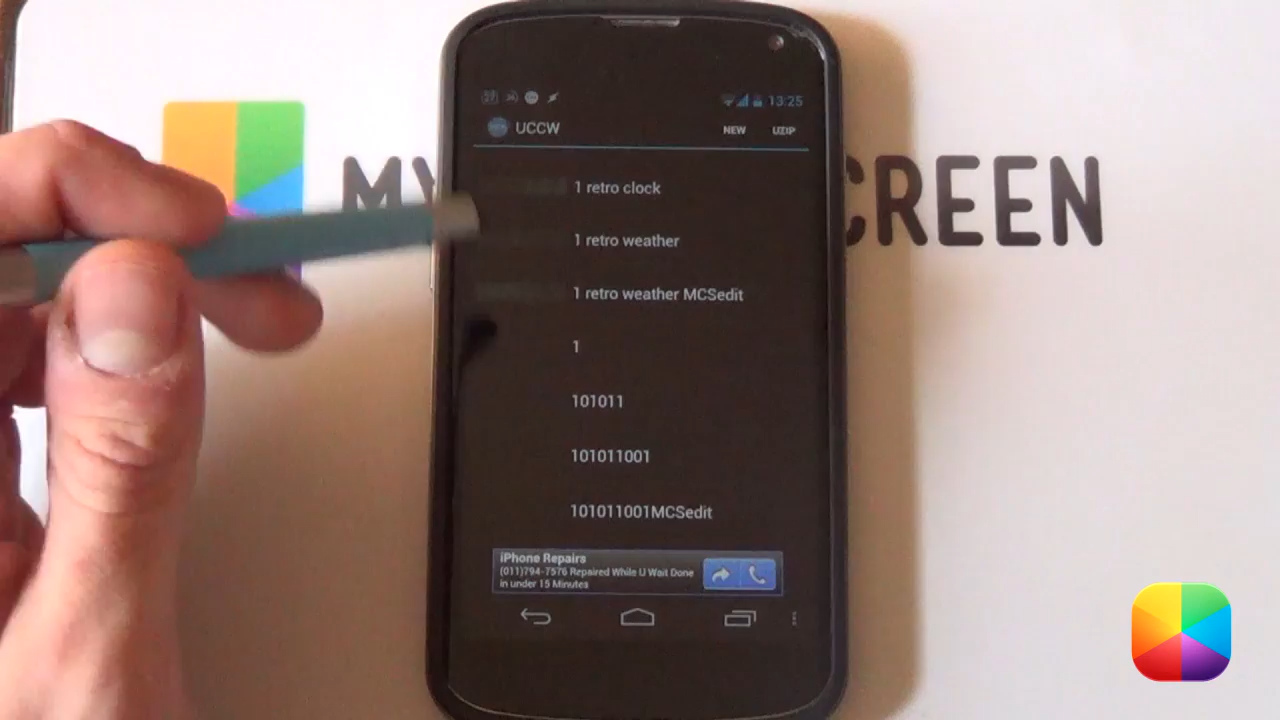 13:25
UCCW
NEW
UZIP
MY
CREEN
1 retro clock
1 retro weather
1 retro weather MCSedit
1
101011
101011001
101011001MCSedit
iPhone Repairs
(011)794-7576 Repaired While U Wait Done
in under 15 Minutes